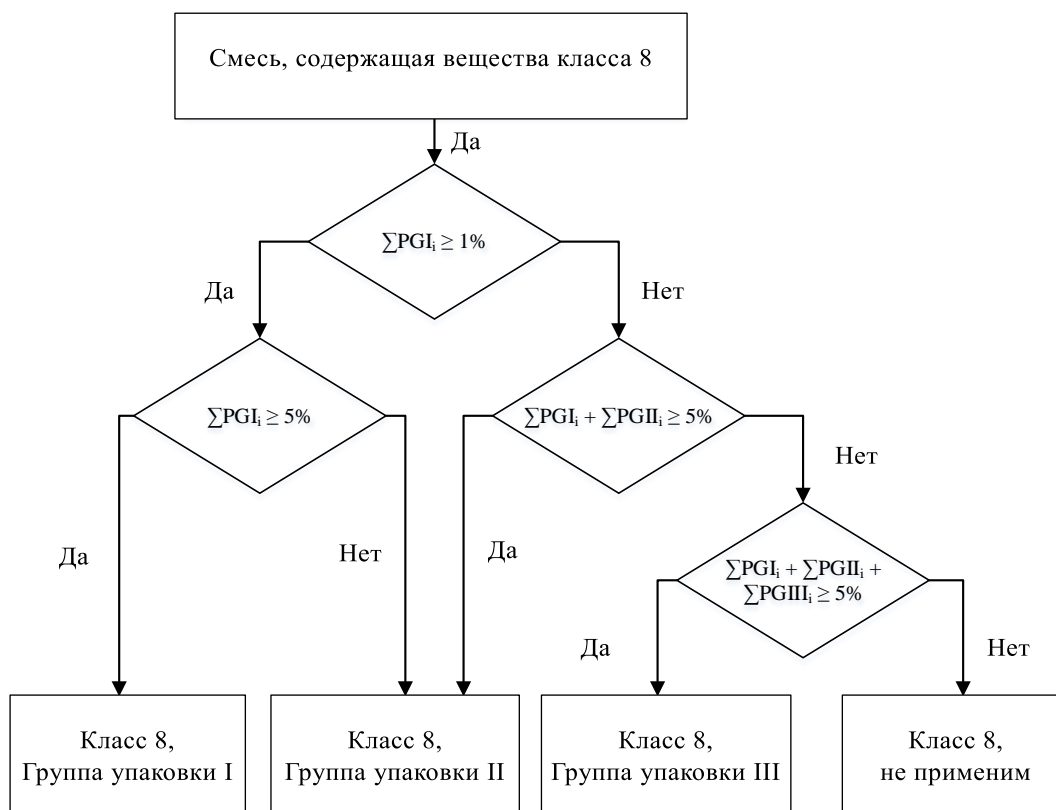 Смесь, содержащая вещества класса 8
Да
∑PGIᵢ ≥ 1%
Да
Нет
∑PGIᵢ ≥ 5%
∑PGIᵢ + ∑PGIIᵢ ≥ 5%
Нет
Да
Нет
Да
∑PGIᵢ + ∑PGIIᵢ +
∑PGIIIᵢ ≥ 5%
Да
Нет
Класс 8,
Группа упаковки I
Класс 8,
Группа упаковки II
Класс 8,
Группа упаковки III
Класс 8,
не применим